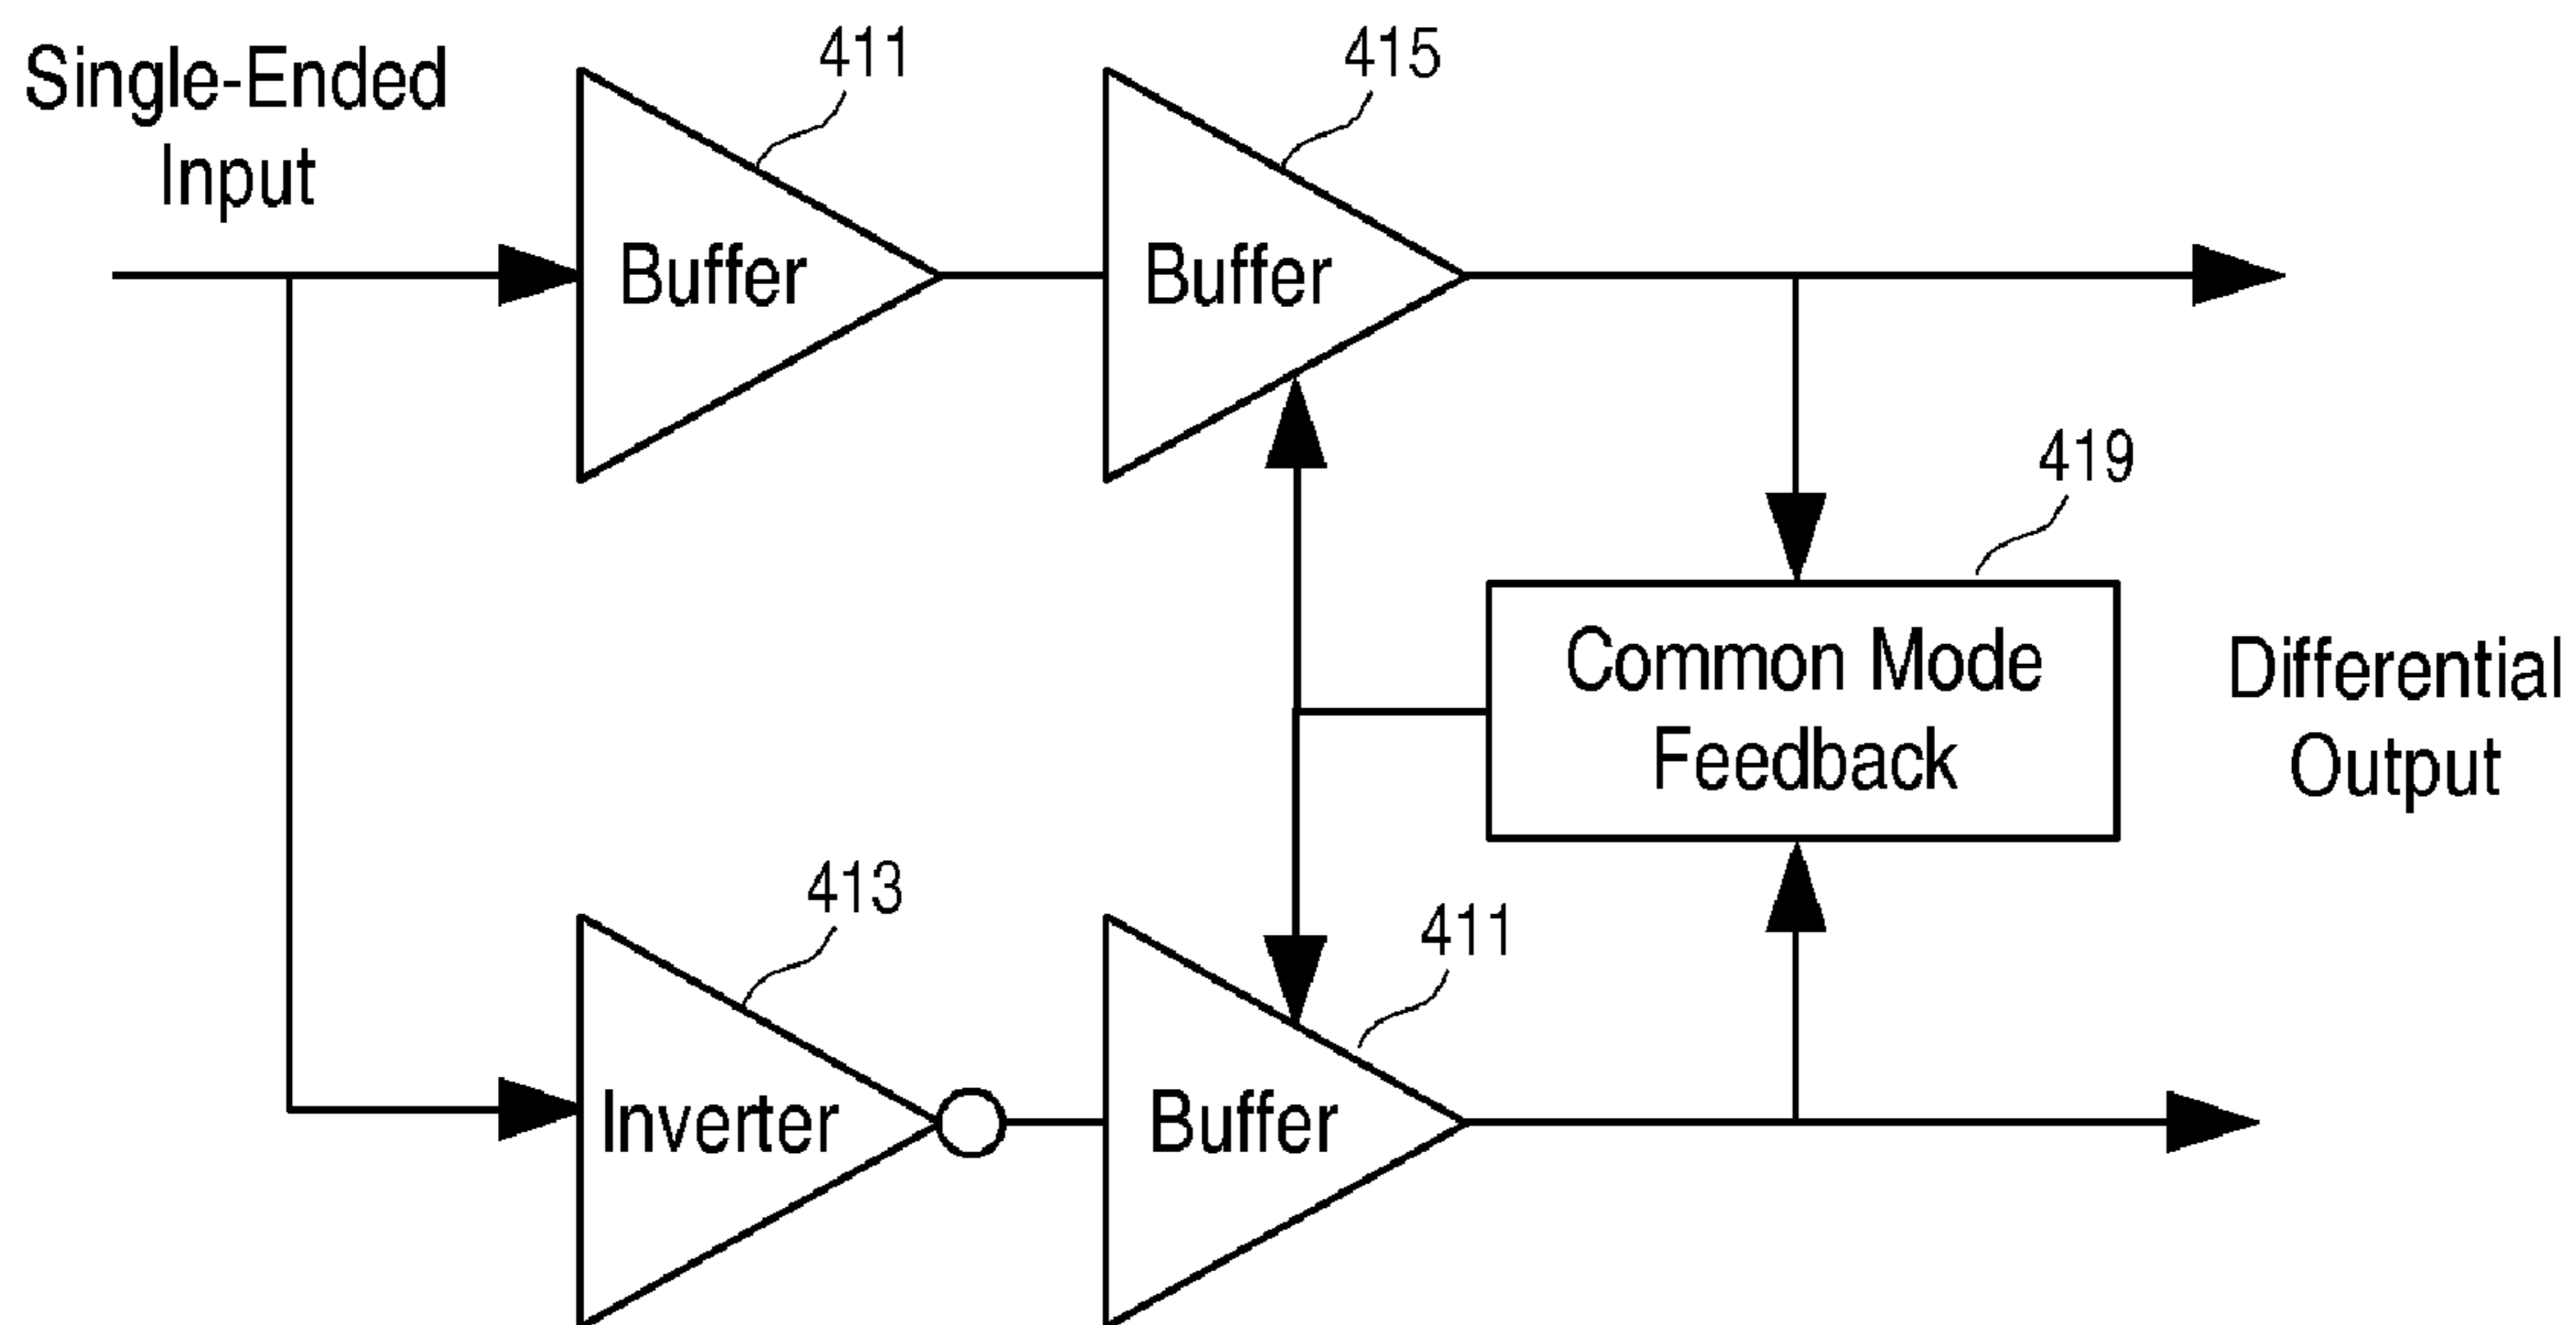 Single-Ended
Input
411
Buffer
415
Buffer
419
Common Mode
Feedback
Differential
Output
413
Inverter
411
Buffer